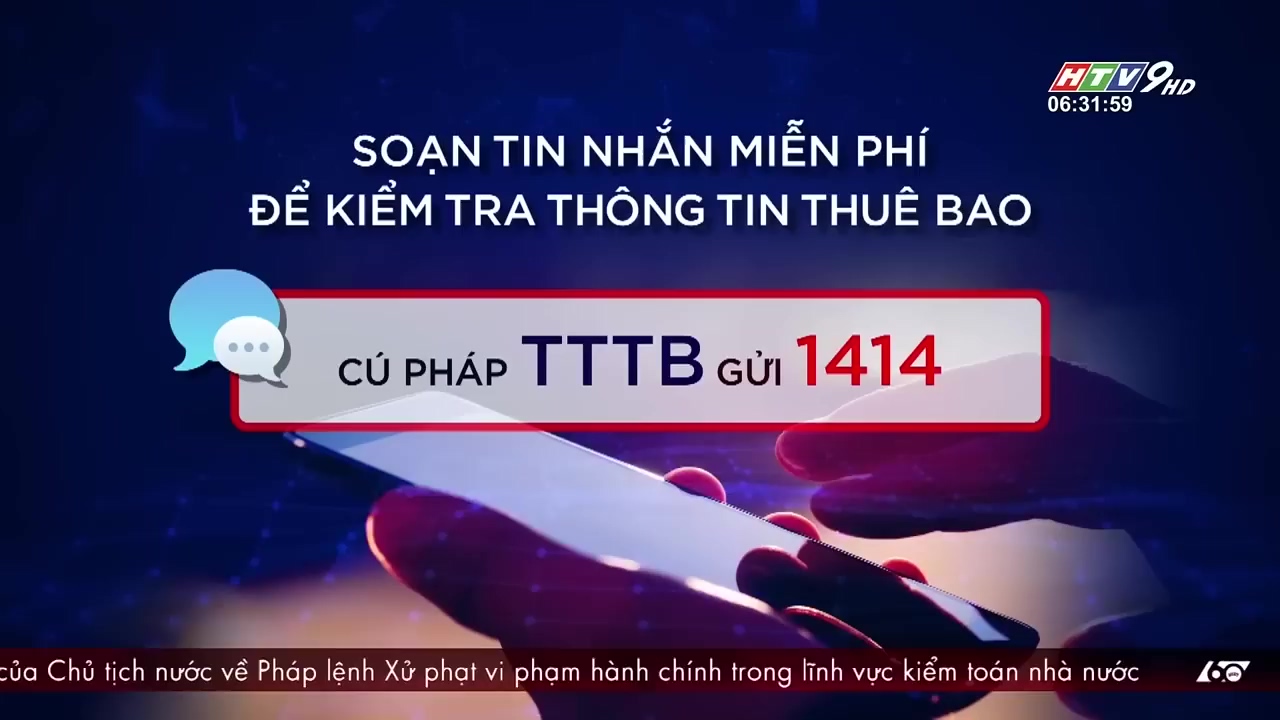 HTV9HD
06:31:59
SOẠN TIN NHẮN MIỄN PHÍ
ĐỂ KIỂM TRA THÔNG TIN THUÊ BAO
CÚ PHÁP TTTB GỬI 1414
của Chủ tịch nước về Pháp lệnh Xử phạt vi phạm hành chính trong lĩnh vực kiểm toán nhà nước